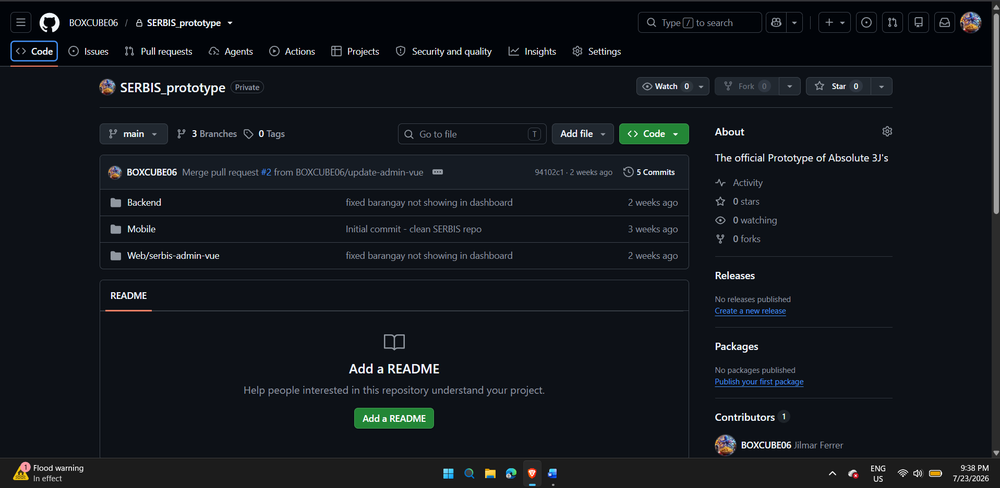 BOXCUBE06 / SERBIS_prototype
Type / to search
Code Issues Pull requests Agents Actions Projects Security and quality Insights Settings
SERBIS_prototype Private
Watch 0 Fork 0 Star 0
main 3 Branches 0 Tags
Go to file T Add file Code
BOXCUBE06 Merge pull request #2 from BOXCUBE06/update-admin-vue 94102c1 · 2 weeks ago 5 Commits
Backend fixed barangay not showing in dashboard 2 weeks ago
Mobile Initial commit - clean SERBIS repo 3 weeks ago
Web/serbis-admin-vue fixed barangay not showing in dashboard 2 weeks ago
README
Add a README
Help people interested in this repository understand your project.
Add a README
About
The official Prototype of Absolute 3J's
Activity
0 stars
0 watching
0 forks
Releases
No releases published
Create a new release
Packages
No packages published
Publish your first package
Contributors 1
BOXCUBE06 Jilmar Ferrer
1
Flood warning
In effect
ENG
US
9:38 PM
7/23/2026